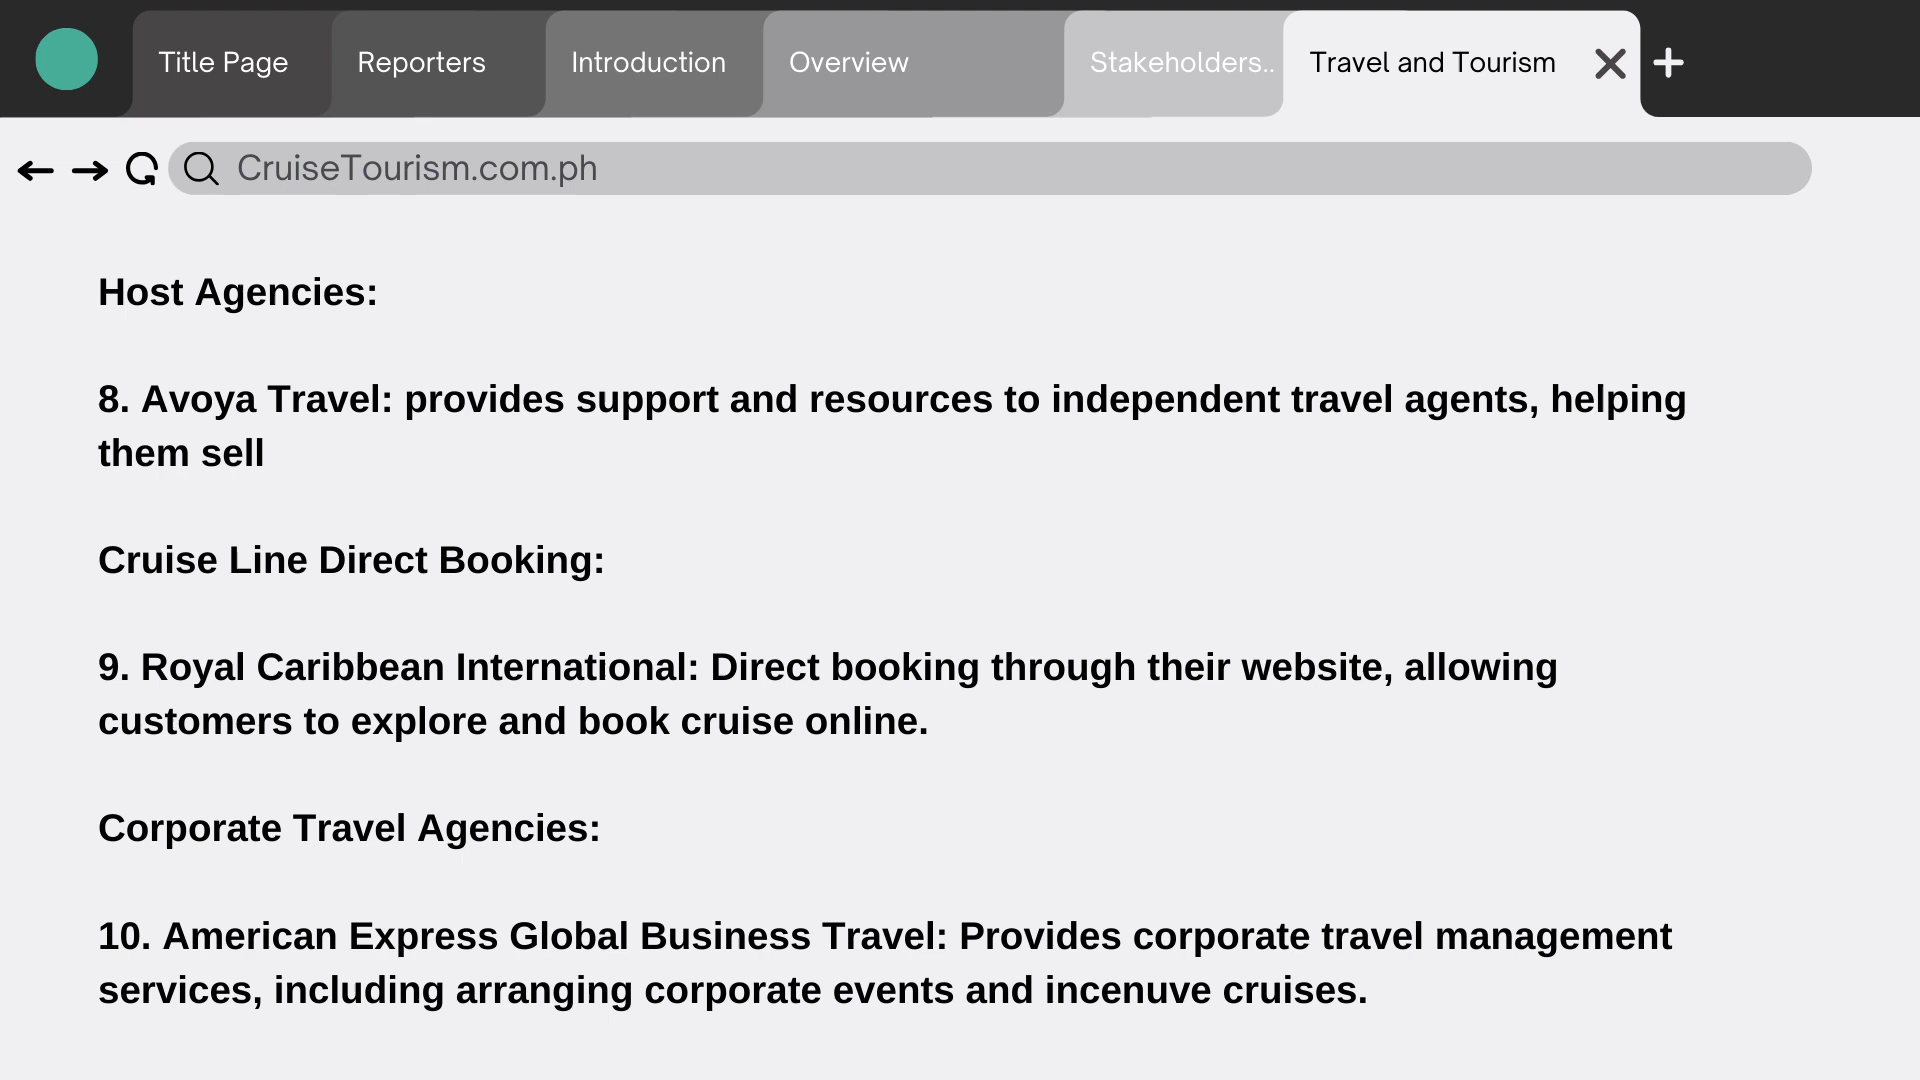 Title Page Reporters Introduction Overview Stakeholders.. Travel and Tourism
CruiseTourism.com.ph
Host Agencies:
8. Avoya Travel: provides support and resources to independent travel agents, helping
them sell
Cruise Line Direct Booking:
9. Royal Caribbean International: Direct booking through their website, allowing
customers to explore and book cruise online.
Corporate Travel Agencies:
10. American Express Global Business Travel: Provides corporate travel management
services, including arranging corporate events and incenuve cruises.